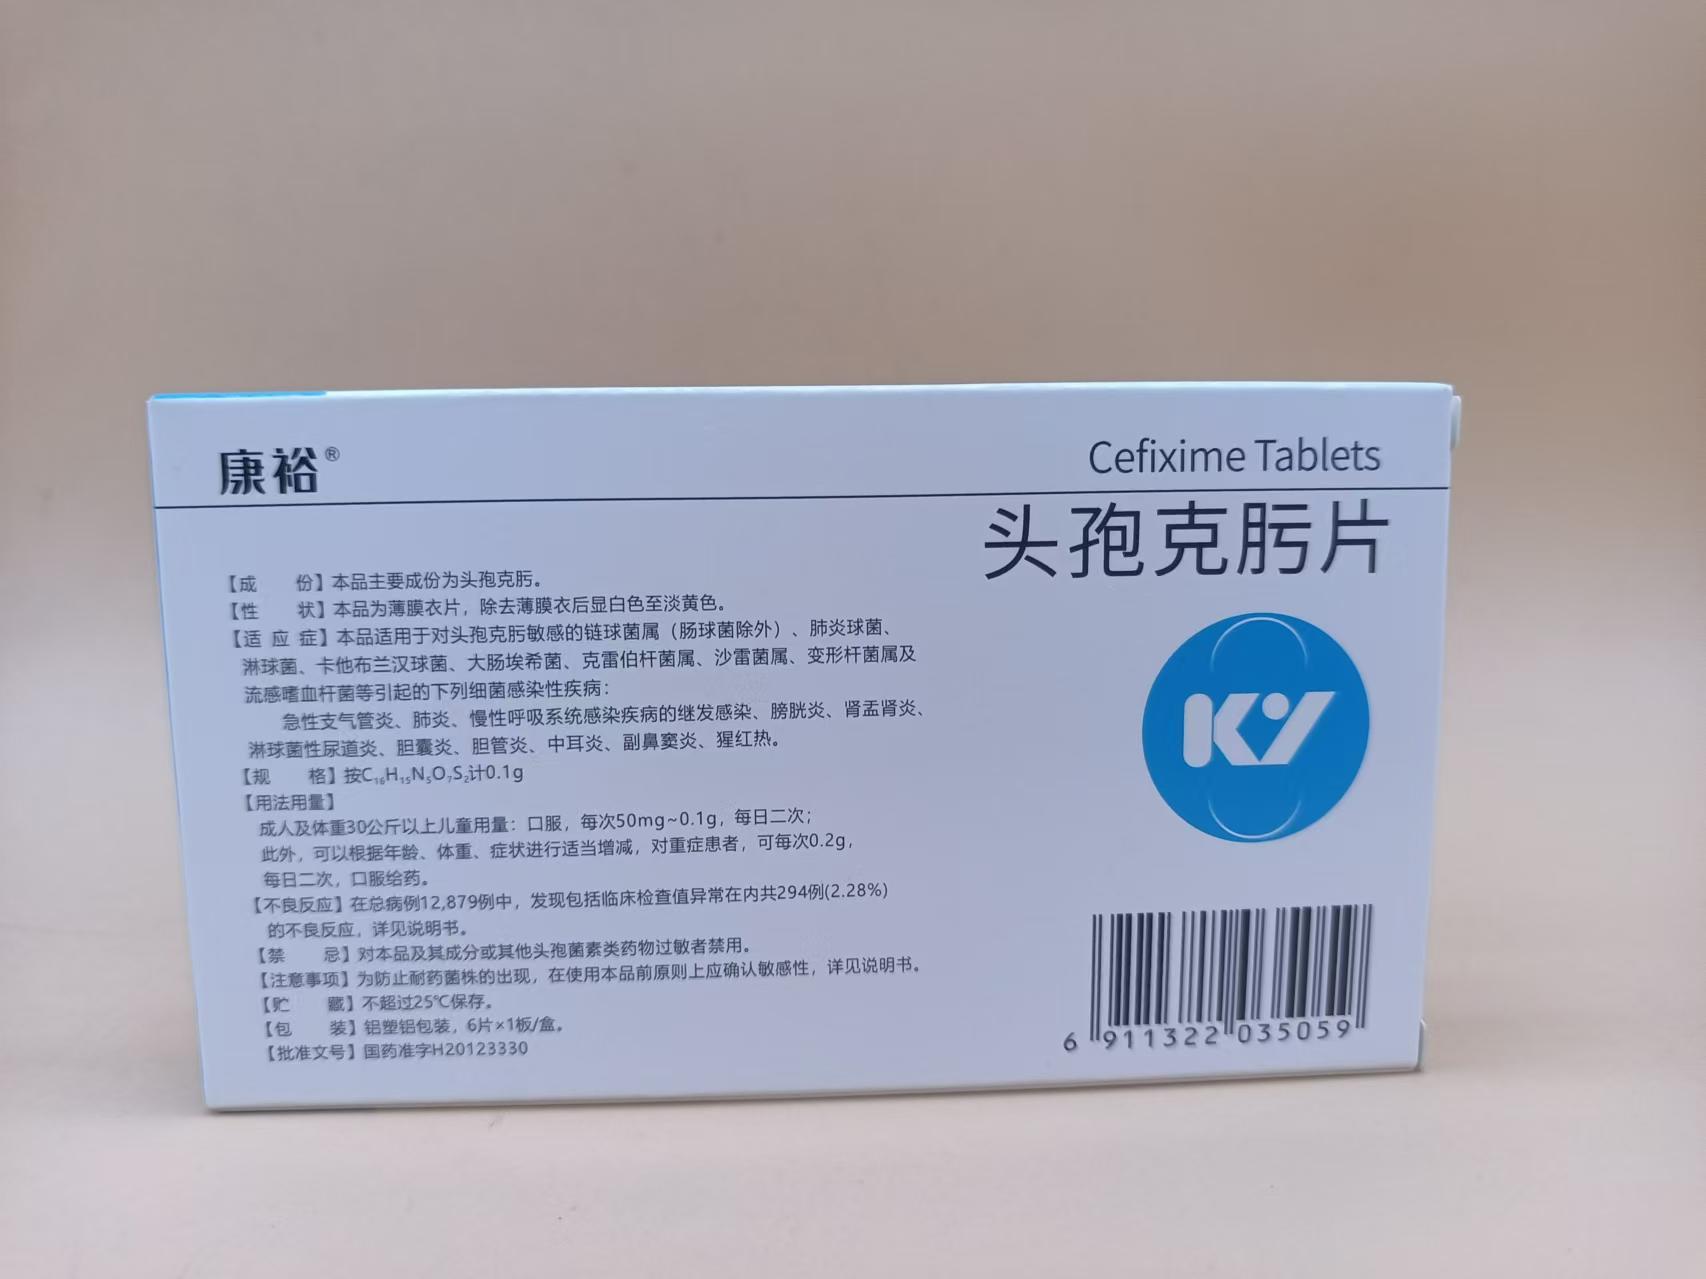 康裕®
Cefixime Tablets
头孢克肟片
【成 份】本品主要成份为头孢克肟。
【性 状】本品为薄膜衣片，除去薄膜衣后显白色至淡黄色。
【适 应 症】本品适用于对头孢克肟敏感的链球菌属（肠球菌除外）、肺炎球菌、
淋球菌、卡他布兰汉球菌、大肠埃希菌、克雷伯杆菌属、沙雷菌属、变形杆菌属及
流感嗜血杆菌等引起的下列细菌感染性疾病：
急性支气管炎、肺炎、慢性呼吸系统感染疾病的继发感染、膀胱炎、肾盂肾炎、
淋球菌性尿道炎、胆囊炎、胆管炎、中耳炎、副鼻窦炎、猩红热。
【规 格】按C₁₆H₁₅N₅O₇S₂计0.1g
【用法用量】
成人及体重30公斤以上儿童用量：口服，每次50mg~0.1g，每日二次；
此外，可以根据年龄、体重、症状进行适当增减，对重症患者，可每次0.2g，
每日二次，口服给药。
【不良反应】在总病例12,879例中，发现包括临床检查值异常在内共294例(2.28%)
的不良反应，详见说明书。
【禁 忌】对本品及其成分或其他头孢菌素类药物过敏者禁用。
【注意事项】为防止耐药菌株的出现，在使用本品前原则上应确认敏感性，详见说明书。
【贮 藏】不超过25℃保存。
【包 装】铝塑铝包装，6片×1板/盒。
【批准文号】国药准字H20123330
KY
6 911322 035059